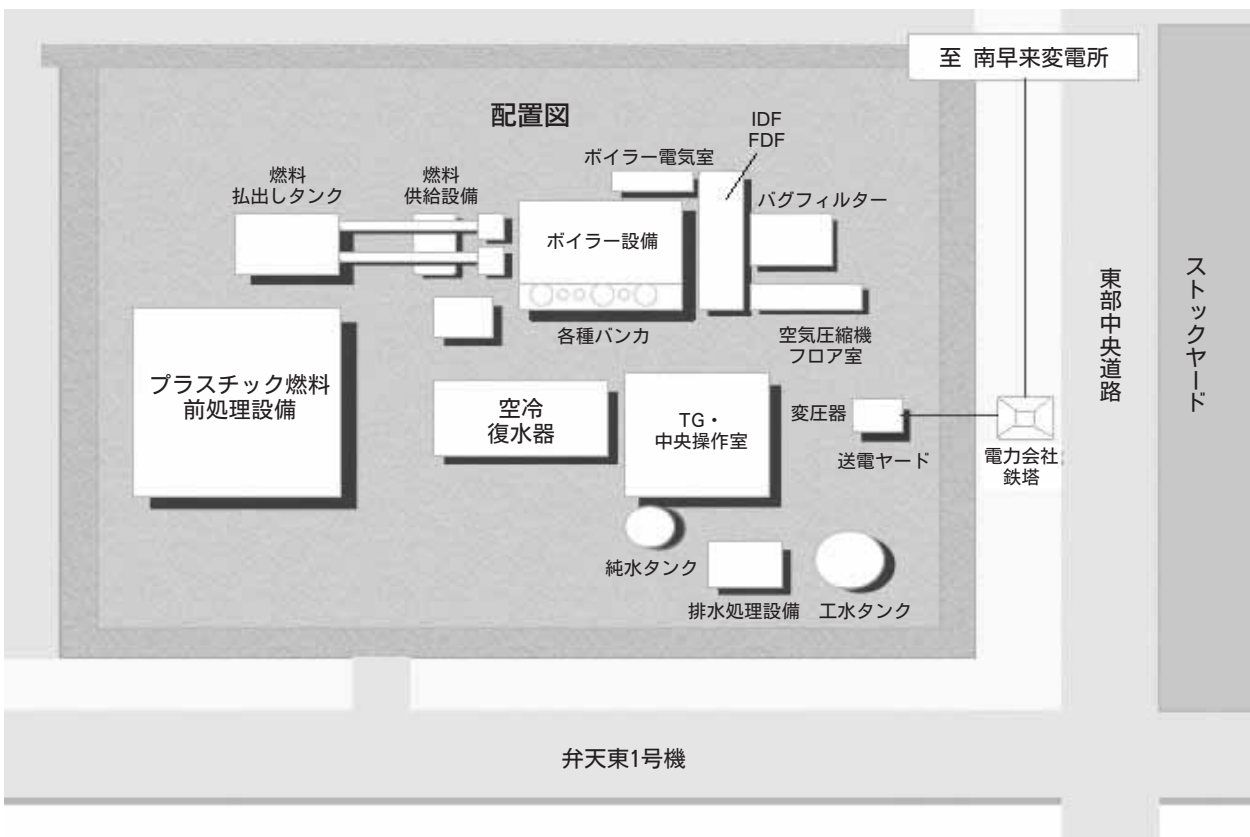 至 南早来変電所
配置図
IDF
FDF
ボイラー電気室
燃料
払出しタンク
燃料
供給設備
バグフィルター
ボイラー設備
各種バンカ
空気圧縮機
フロア室
プラスチック燃料
前処理設備
空冷
復水器
TG・
中央操作室
変圧器
送電ヤード
電力会社
鉄塔
東部中央道路
ストックヤード
純水タンク
排水処理設備
工水タンク
弁天東1号機